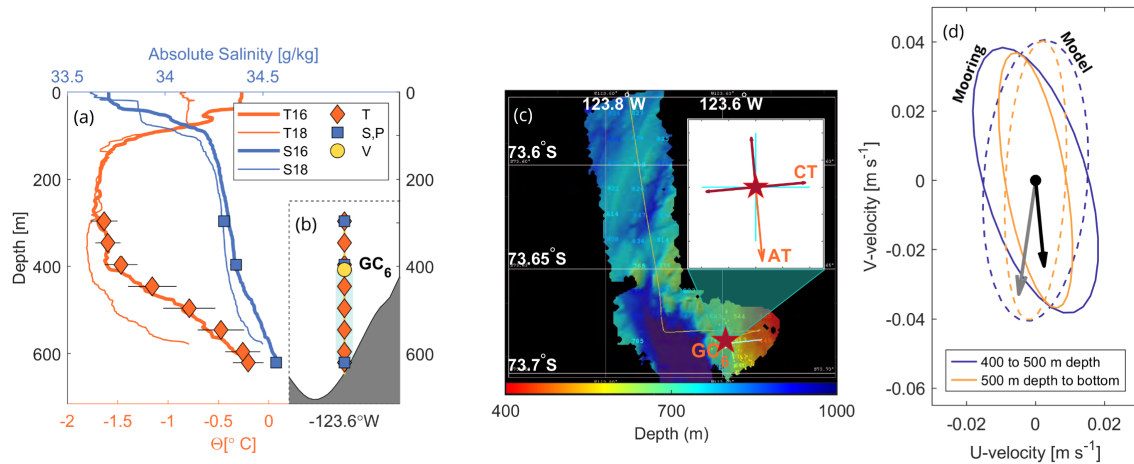 Absolute Salinity [g/kg]
33.5
34
34.5
0
200
400
600
Depth [m]
(a)
T16
T18
S16
S18
T
S,P
V
(b)
GC6
0
200
400
600
-2
-1.5
-1
-0.5
0
-123.6°W
Θ[° C]
(c)
123.8 W
123.6 W
73.6°S
73.65°S
73.7°S
CT
AT
GC6
400
700
1000
Depth (m)
(d)
Mooring
Model
0.04
0.02
0
-0.02
-0.04
-0.06
V-velocity [m s-1]
400 to 500 m depth
500 m depth to bottom
-0.02
0
0.02
U-velocity [m s-1]